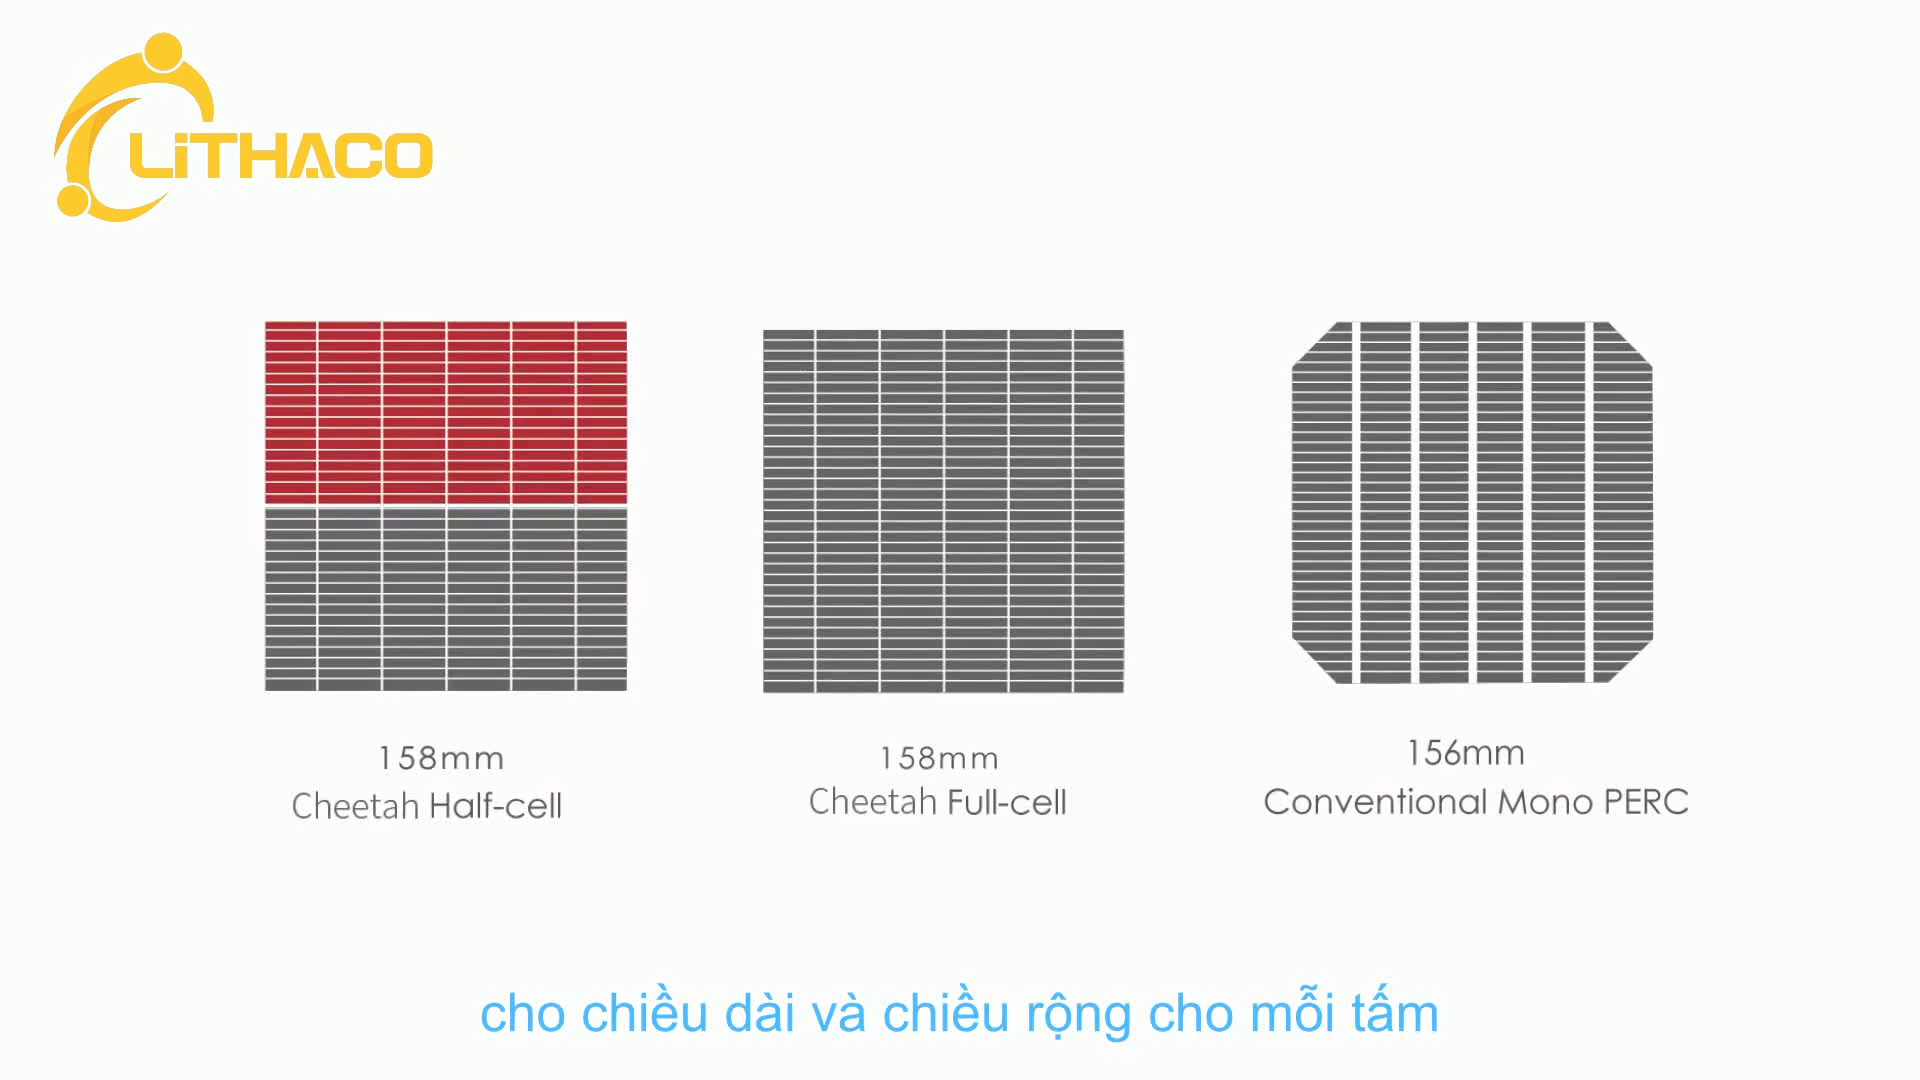 LiTHACO
158mm
Cheetah Half-cell
158mm
Cheetah Full-cell
156mm
Conventional Mono PERC
cho chiều dài và chiều rộng cho mỗi tấm